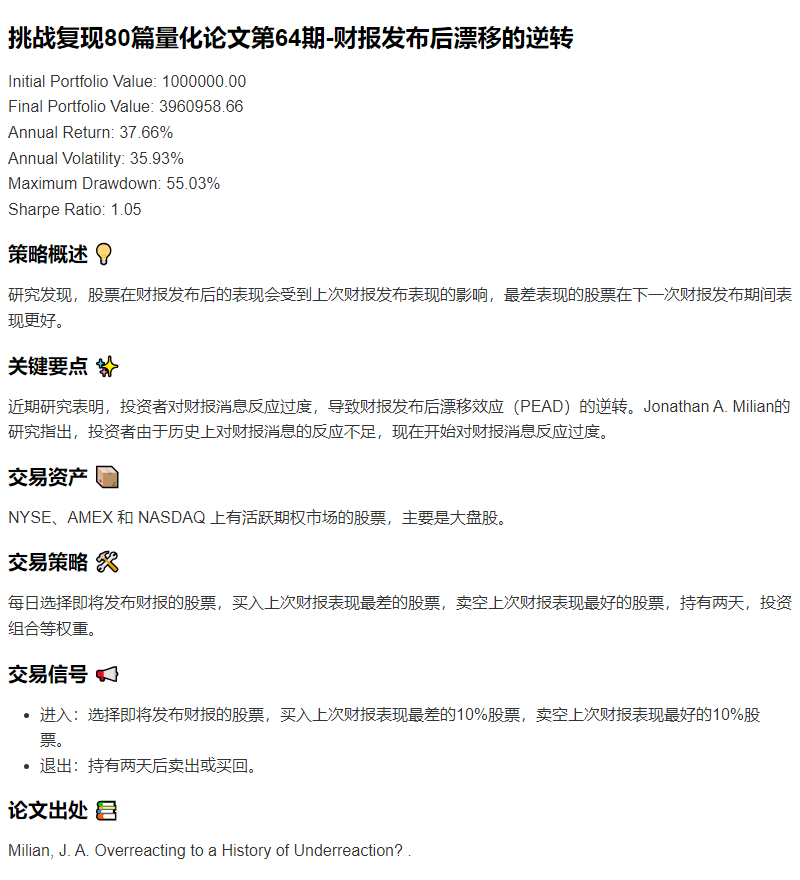 挑战复现80篇量化论文第64期-财报发布后漂移的逆转
Initial Portfolio Value: 1000000.00
Final Portfolio Value: 3960958.66
Annual Return: 37.66%
Annual Volatility: 35.93%
Maximum Drawdown: 55.03%
Sharpe Ratio: 1.05
策略概述 💡
研究发现，股票在财报发布后的表现会受到上次财报发布表现的影响，最差表现的股票在下一次财报发布期间表
现更好。
关键要点 ✨
近期研究表明，投资者对财报消息反应过度，导致财报发布后漂移效应（PEAD）的逆转。Jonathan A. Milian的
研究指出，投资者由于历史上对财报消息的反应不足，现在开始对财报消息反应过度。
交易资产 📦
NYSE、AMEX 和 NASDAQ 上有活跃期权市场的股票，主要是大盘股。
交易策略 🛠
每日选择即将发布财报的股票，买入上次财报表现最差的股票，卖空上次财报表现最好的股票，持有两天，投资
组合等权重。
交易信号 📢
• 进入：选择即将发布财报的股票，买入上次财报表现最差的10%股票，卖空上次财报表现最好的10%股
票。
• 退出：持有两天后卖出或买回。
论文出处 📚
Milian, J. A. Overreacting to a History of Underreaction? .